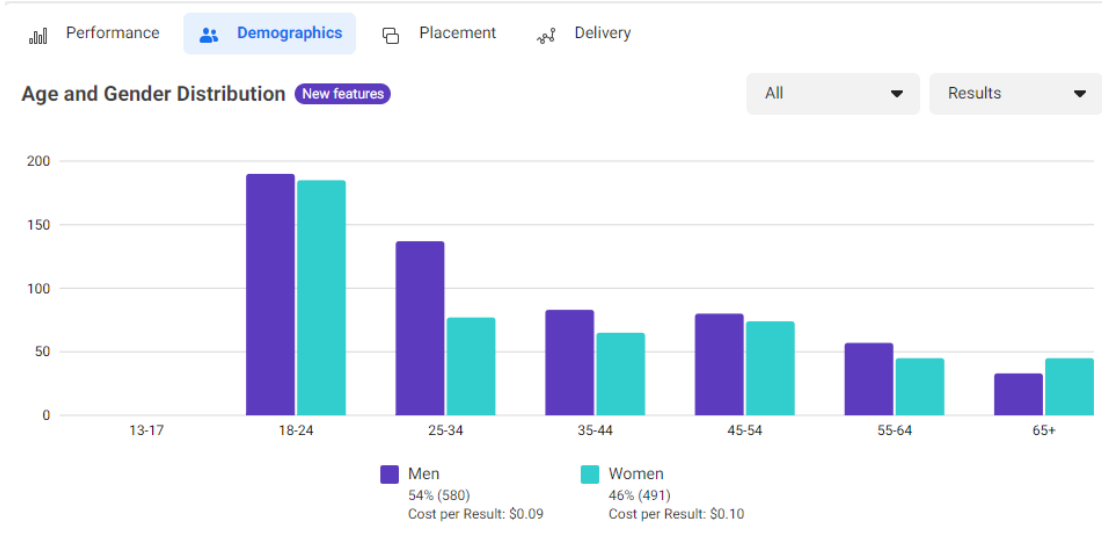 Performance
Demographics
Placement
Delivery
Age and Gender Distribution
New features
All
Results
200
150
100
50
0
13-17
18-24
25-34
35-44
45-54
55-64
65+
Men
54% (580)
Cost per Result: $0.09
Women
46% (491)
Cost per Result: $0.10